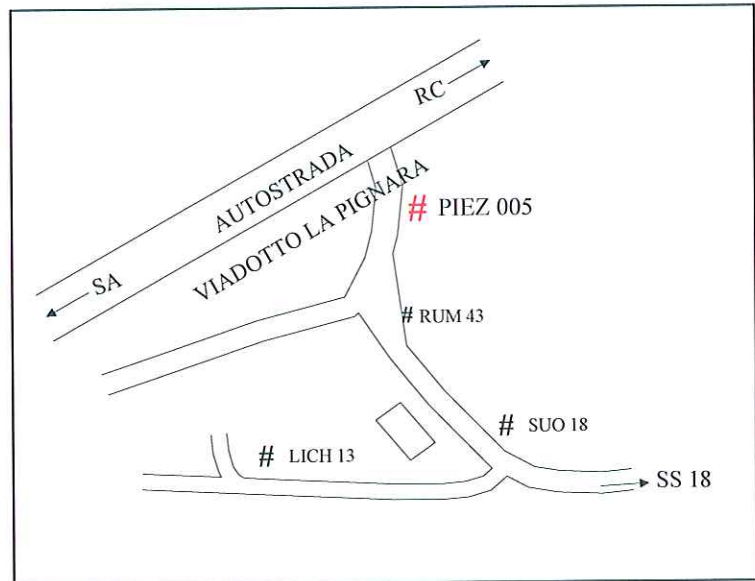 RC
AUTOSTRADA
# PIEZ 005
VIADOTTO LA PIGNARA
SA
# RUM 43
# SUO 18
# LICH 13
SS 18